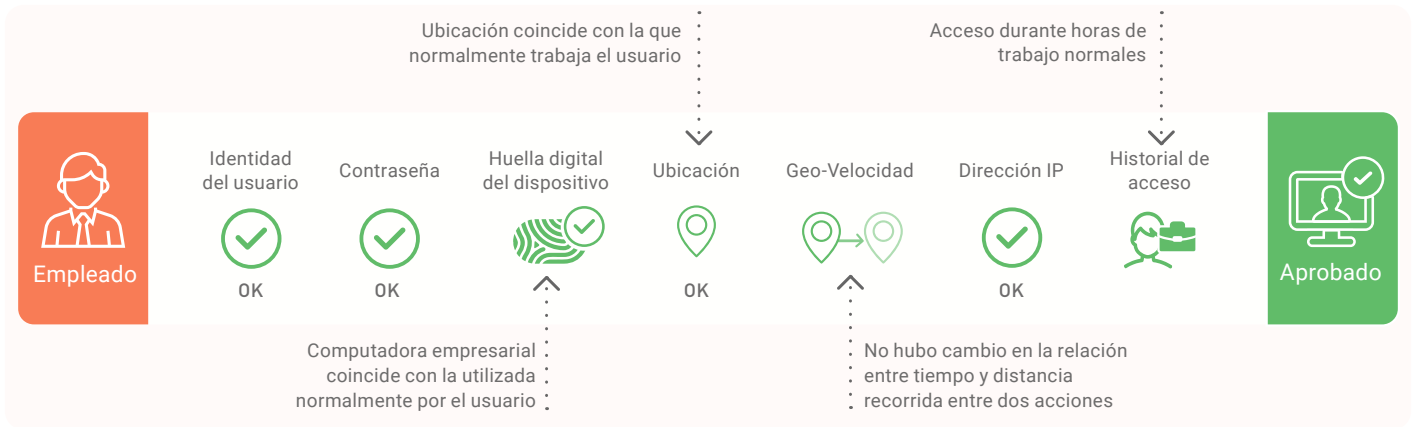 Ubicación coincide con la que
normalmente trabaja el usuario
Acceso durante horas de
trabajo normales
Empleado
Identidad
del usuario
OK
Contraseña
OK
Huella digital
del dispositivo
Ubicación
OK
Geo-Velocidad
Dirección IP
OK
Historial de
acceso
Aprobado
Computadora empresarial
coincide con la utilizada
normalmente por el usuario
No hubo cambio en la relación
entre tiempo y distancia
recorrida entre dos acciones